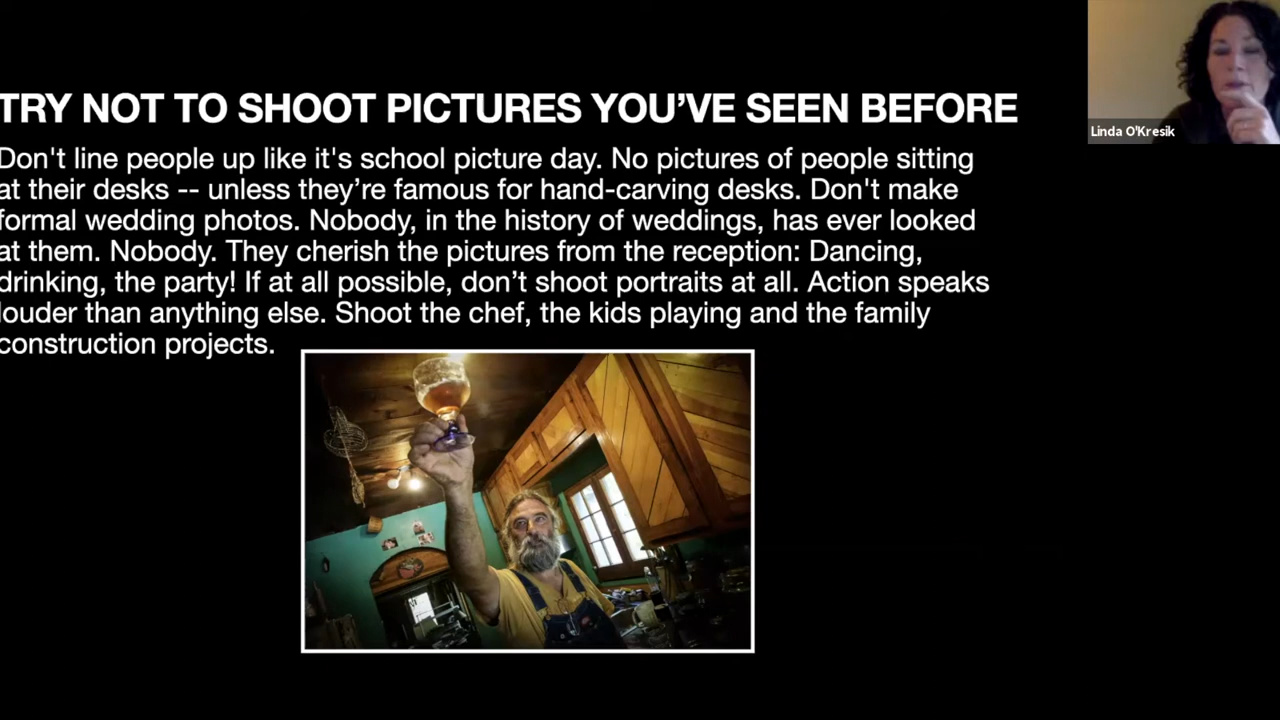 TRY NOT TO SHOOT PICTURES YOU’VE SEEN BEFORE
Don't line people up like it's school picture day. No pictures of people sitting
at their desks -- unless they’re famous for hand-carving desks. Don't make
formal wedding photos. Nobody, in the history of weddings, has ever looked
at them. Nobody. They cherish the pictures from the reception: Dancing,
drinking, the party! If at all possible, don’t shoot portraits at all. Action speaks
louder than anything else. Shoot the chef, the kids playing and the family
construction projects.
Linda O'Kresik